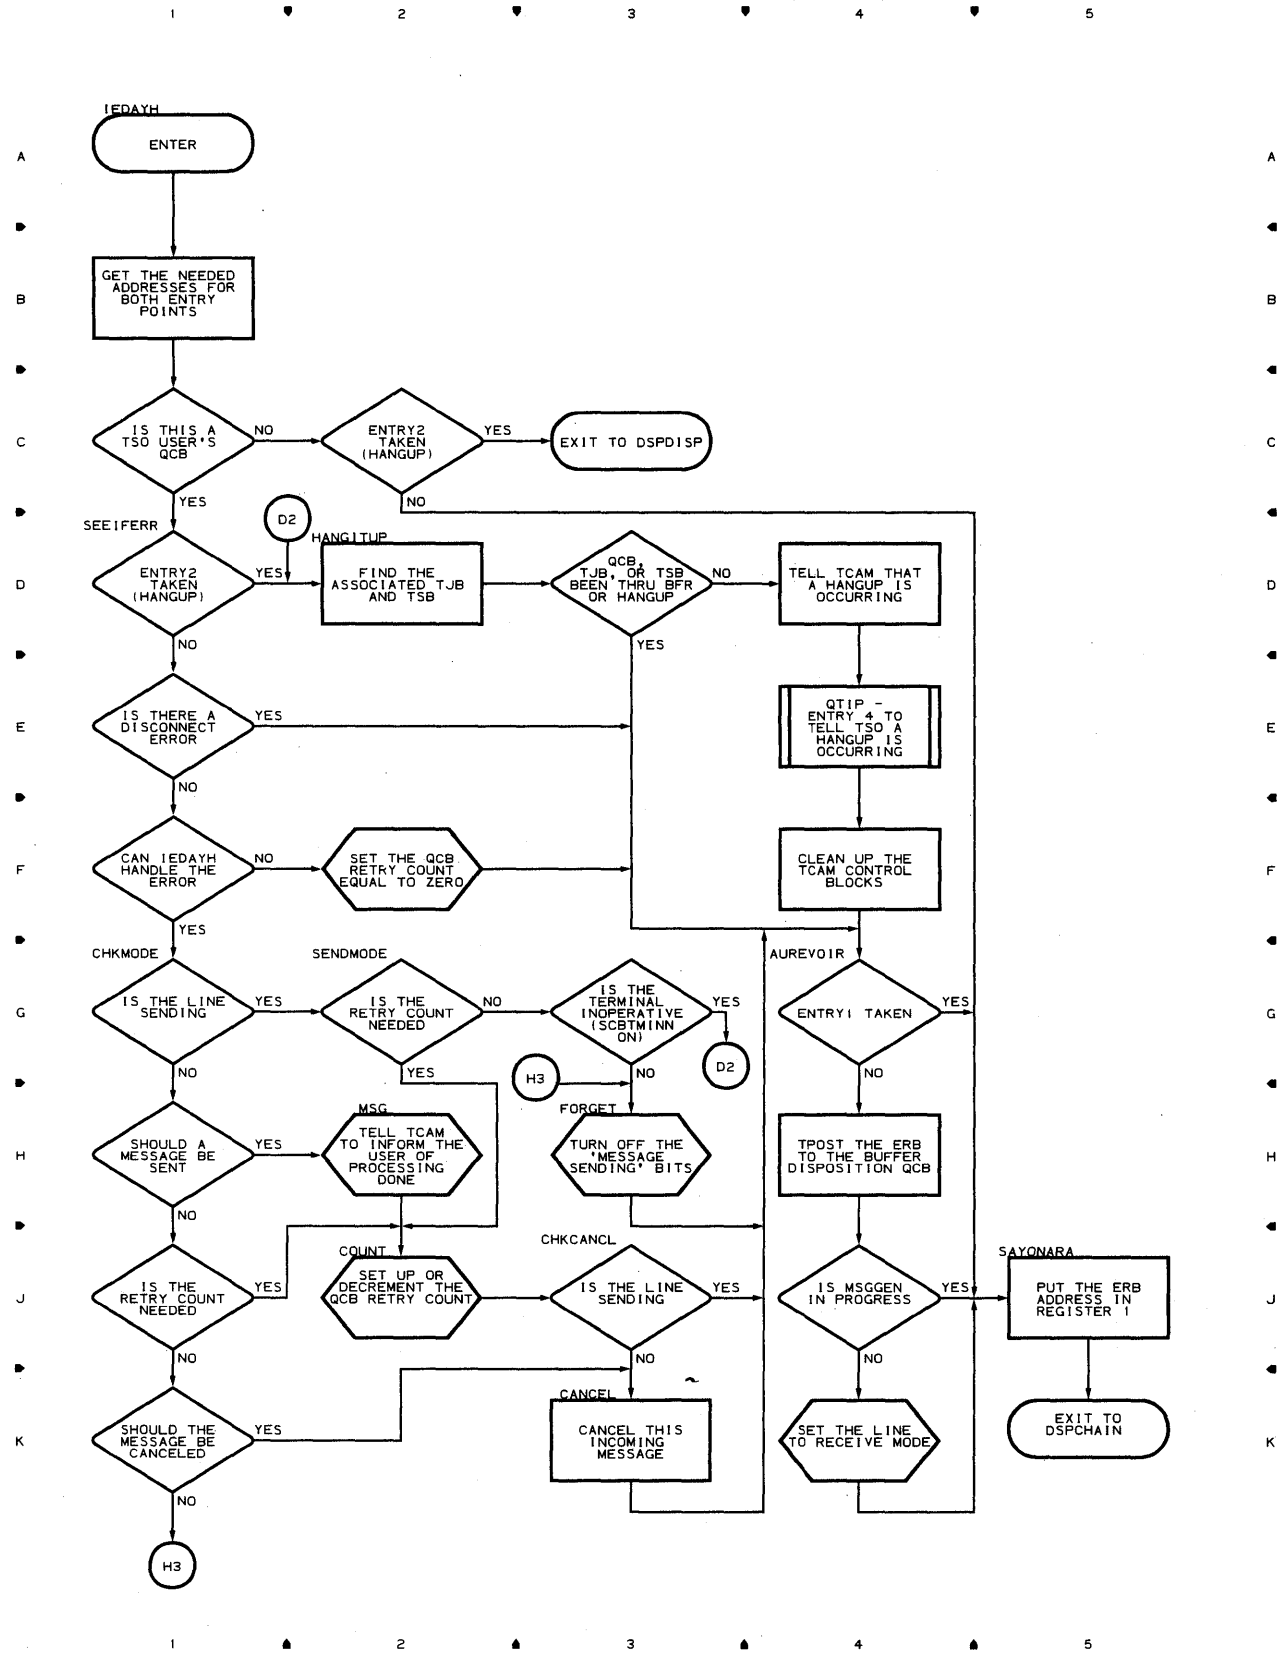 1 2 3 4 5
IEDAYH
ENTER
A A
GET THE NEEDED
ADDRESSES FOR
BOTH ENTRY
POINTS
B B
IS THIS A
TSO USER'S
QCB
NO
ENTRY2
TAKEN
(HANGUP)
YES
EXIT TO DSPDISP
C C
YES
NO
SEEIFERR
D2
HANGITUP
ENTRY2
TAKEN
(HANGUP)
YES
FIND THE
ASSOCIATED TJB
AND TSB
QCB,
TJB, OR TSB
BEEN THRU BFR
OR HANGUP
NO
TELL TCAM THAT
A HANGUP IS
OCCURRING
D D
NO
YES
IS THERE A
DISCONNECT
ERROR
YES
QTIP -
ENTRY 4 TO
TELL TSO A
HANGUP IS
OCCURRING
E E
NO
CAN IEDAYH
HANDLE THE
ERROR
NO
SET THE QCB
RETRY COUNT
EQUAL TO ZERO
CLEAN UP THE
TCAM CONTROL
BLOCKS
F F
YES
CHKMODE
SENDMODE
AUREVOIR
IS THE LINE
SENDING
YES
IS THE
RETRY COUNT
NEEDED
NO
IS THE
TERMINAL
INOPERATIVE
(SCBTMINN
ON)
YES
D2
ENTRY1 TAKEN
YES
G G
NO
YES
H3
NO
NO
MSG
FORGET
SHOULD A
MESSAGE BE
SENT
YES
TELL TCAM
TO INFORM THE
USER OF
PROCESSING
DONE
TURN OFF THE
'MESSAGE
SENDING' BITS
TPOST THE ERB
TO THE BUFFER
DISPOSITION QCB
H H
NO
COUNT
CHKCANCL
SAYONARA
IS THE
RETRY COUNT
NEEDED
YES
SET UP OR
DECREMENT THE
QCB RETRY COUNT
IS THE LINE
SENDING
YES
IS MSGGEN
IN PROGRESS
YES
PUT THE ERB
ADDRESS IN
REGISTER 1
J J
NO
NO
NO
CANCEL
SHOULD THE
MESSAGE BE
CANCELED
YES
CANCEL THIS
INCOMING
MESSAGE
SET THE LINE
TO RECEIVE MODE
EXIT TO
DSPCHAIN
K K
NO
H3
1 2 3 4 5